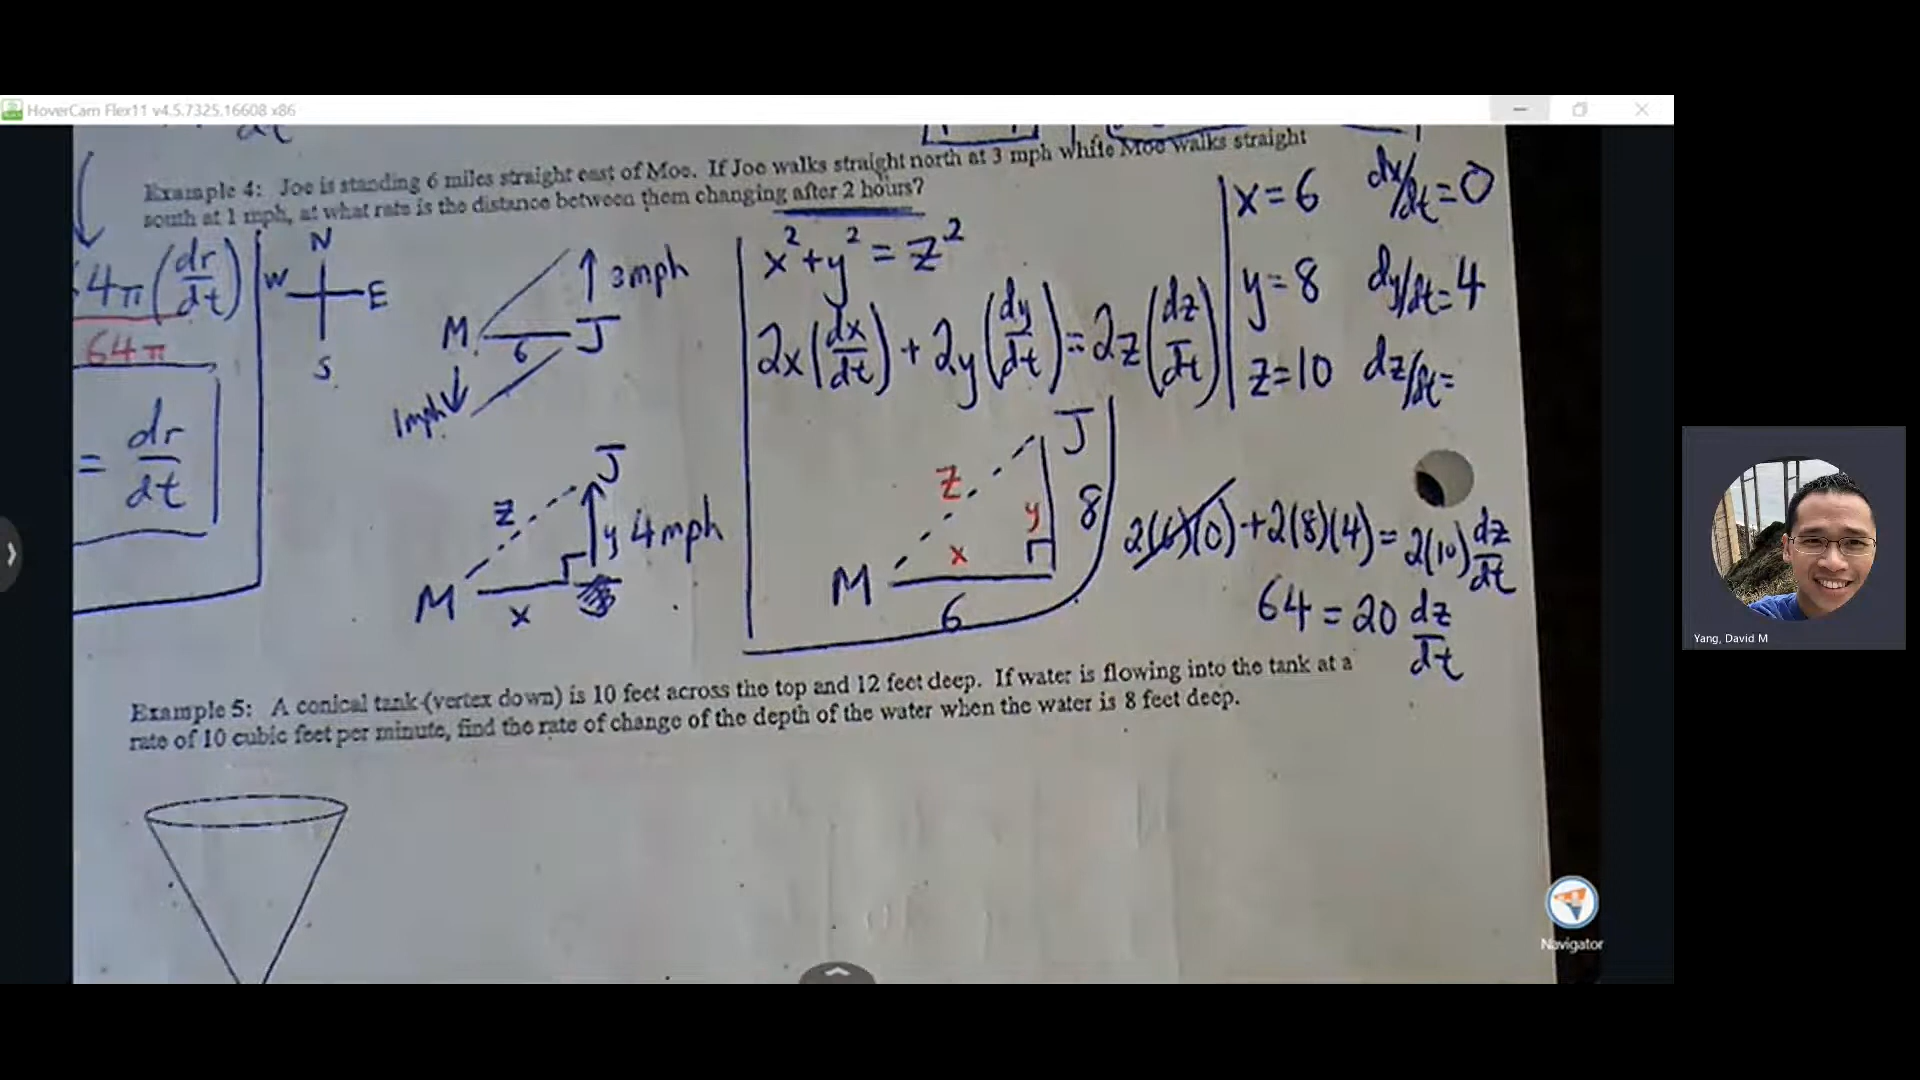 HoverCam Flex11 v4.5.7325.16608 x86
dt
Example 4: Joe is standing 6 miles straight east of Moe. If Joe walks straight north at 3 mph while Moe walks straight
south at 1 mph, at what rate is the distance between them changing after 2 hours?
64π (dr/dt)
64π
= dr/dt
N
W E
S
M 6 J
3mph
1mph
J
z
y 4mph
M x
x² + y² = z²
2x(dx/dt) + 2y(dy/dt) = 2z(dz/dt)
J
z
y 8
M x
6
x = 6 dx/dt = 0
y = 8 dy/dt = 4
z = 10 dz/dt =
2(6)(0) + 2(8)(4) = 2(10) dz/dt
64 = 20 dz/dt
Example 5: A conical tank (vertex down) is 10 feet across the top and 12 feet deep. If water is flowing into the tank at a
rate of 10 cubic feet per minute, find the rate of change of the depth of the water when the water is 8 feet deep.
Navigator
Yang, David M